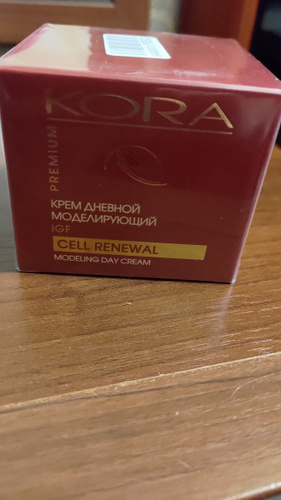 KORA
PREMIUM
КРЕМ ДНЕВНОЙ
МОДЕЛИРУЮЩИЙ
IGF
CELL RENEWAL
MODELING DAY CREAM